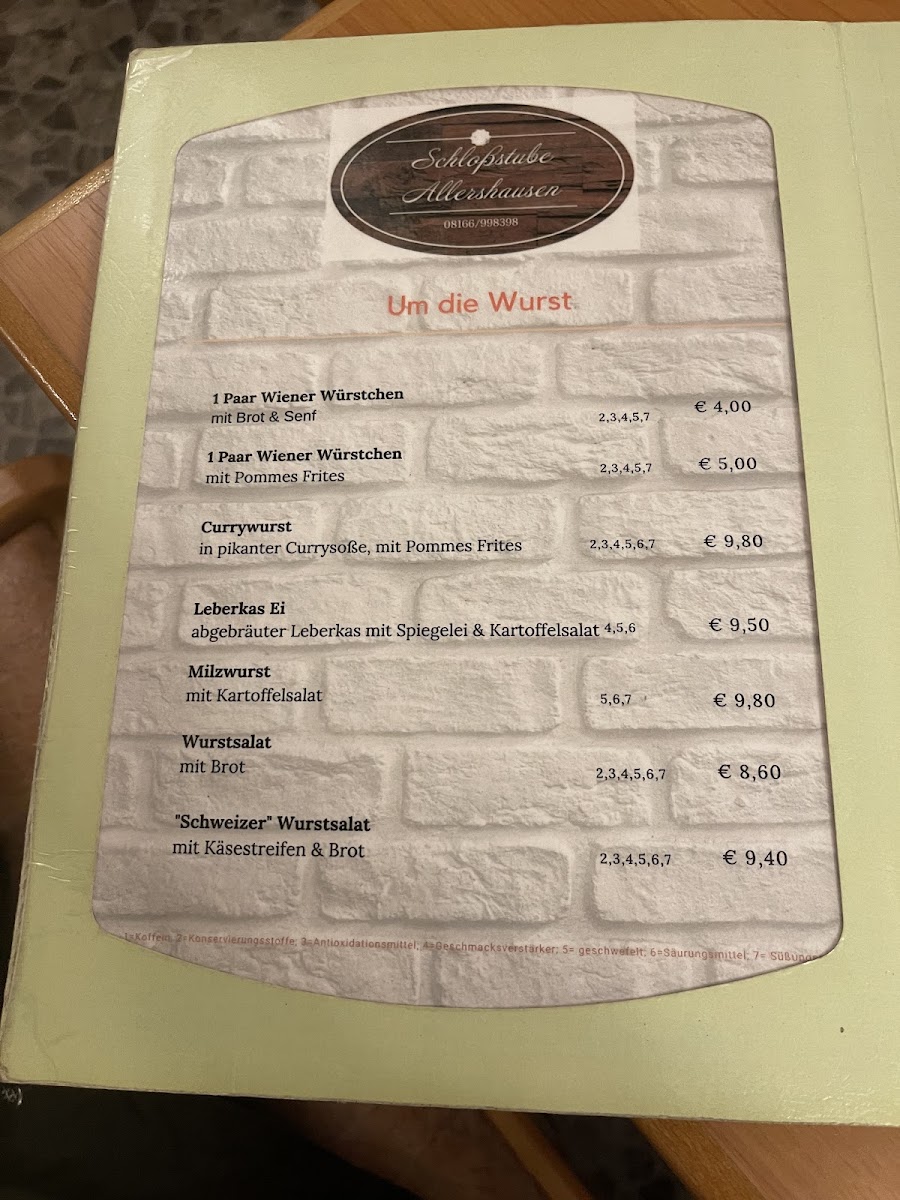 Schloßstube
Allershausen
08166/998398
Um die Wurst
1 Paar Wiener Würstchen
mit Brot & Senf 2,3,4,5,7 € 4,00
1 Paar Wiener Würstchen
mit Pommes Frites 2,3,4,5,7 € 5,00
Currywurst
in pikanter Currysoße, mit Pommes Frites 2,3,4,5,6,7 € 9,80
Leberkas Ei
abgebräuter Leberkas mit Spiegelei & Kartoffelsalat 4,5,6 € 9,50
Milzwurst
mit Kartoffelsalat 5,6,7 € 9,80
Wurstsalat
mit Brot 2,3,4,5,6,7 € 8,60
"Schweizer" Wurstsalat
mit Käsestreifen & Brot 2,3,4,5,6,7 € 9,40
1=Koffein; 2=Konservierungsstoffe; 3=Antioxidationsmittel; 4=Geschmacksverstärker; 5= geschwefelt; 6=Säurungsmittel; 7=